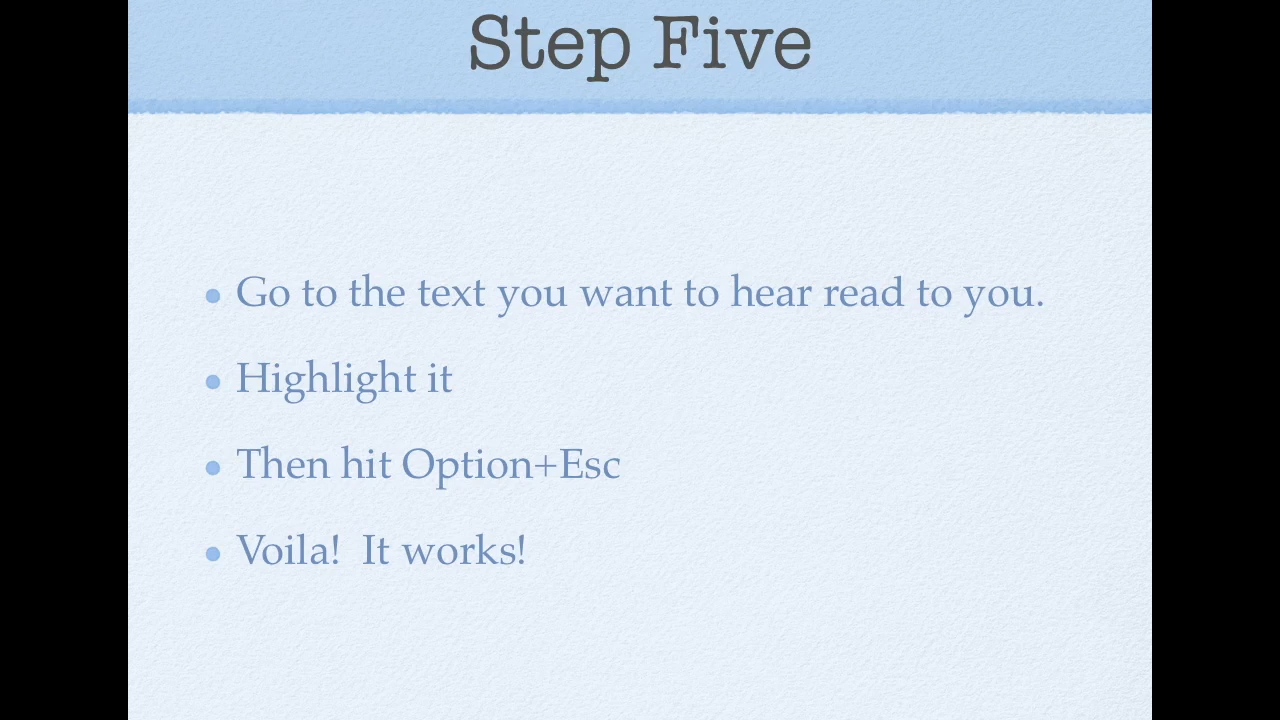 Step Five
Go to the text you want to hear read to you.
Highlight it
Then hit Option+Esc
Voila!  It works!